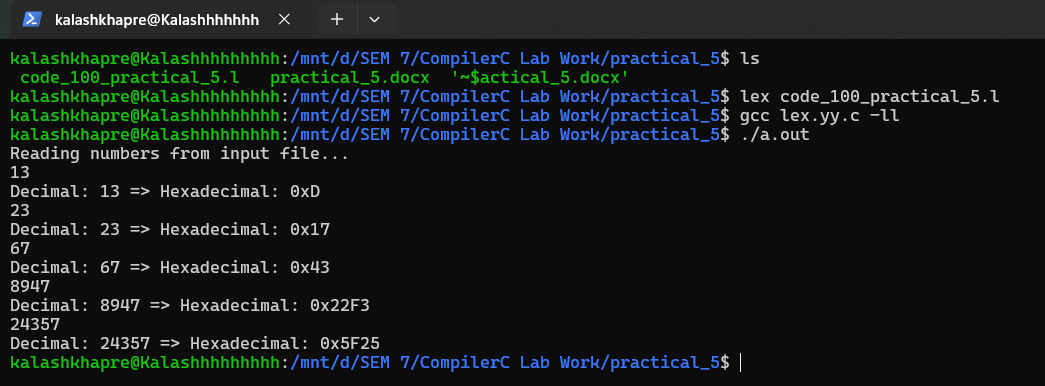 kalashkhapre@Kalashhhhhhh
kalashkhapre@Kalashhhhhhhhh:/mnt/d/SEM 7/CompilerC Lab Work/practical_5$ ls
code_100_practical_5.l   practical_5.docx  '~$actical_5.docx'
kalashkhapre@Kalashhhhhhhhh:/mnt/d/SEM 7/CompilerC Lab Work/practical_5$ lex code_100_practical_5.l
kalashkhapre@Kalashhhhhhhhh:/mnt/d/SEM 7/CompilerC Lab Work/practical_5$ gcc lex.yy.c -ll
kalashkhapre@Kalashhhhhhhhh:/mnt/d/SEM 7/CompilerC Lab Work/practical_5$ ./a.out
Reading numbers from input file...
13
Decimal: 13 => Hexadecimal: 0xD
23
Decimal: 23 => Hexadecimal: 0x17
67
Decimal: 67 => Hexadecimal: 0x43
8947
Decimal: 8947 => Hexadecimal: 0x22F3
24357
Decimal: 24357 => Hexadecimal: 0x5F25
kalashkhapre@Kalashhhhhhhhh:/mnt/d/SEM 7/CompilerC Lab Work/practical_5$